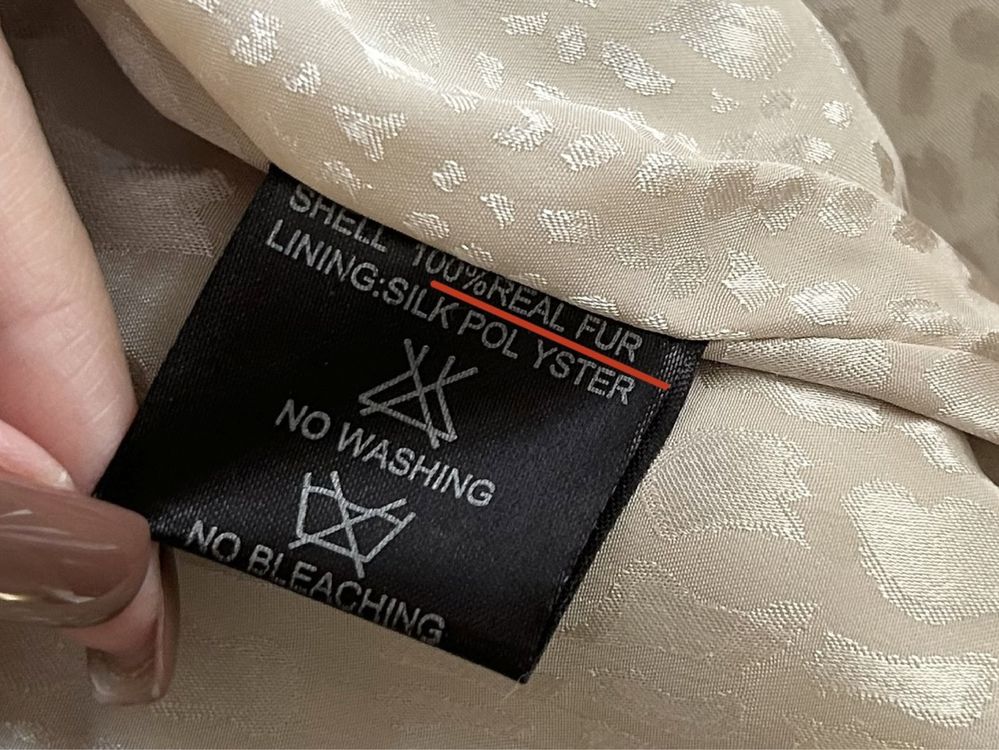 SHELL 100%REAL FUR
LINING:SILK POL YSTER
NO WASHING
NO BLEACHING